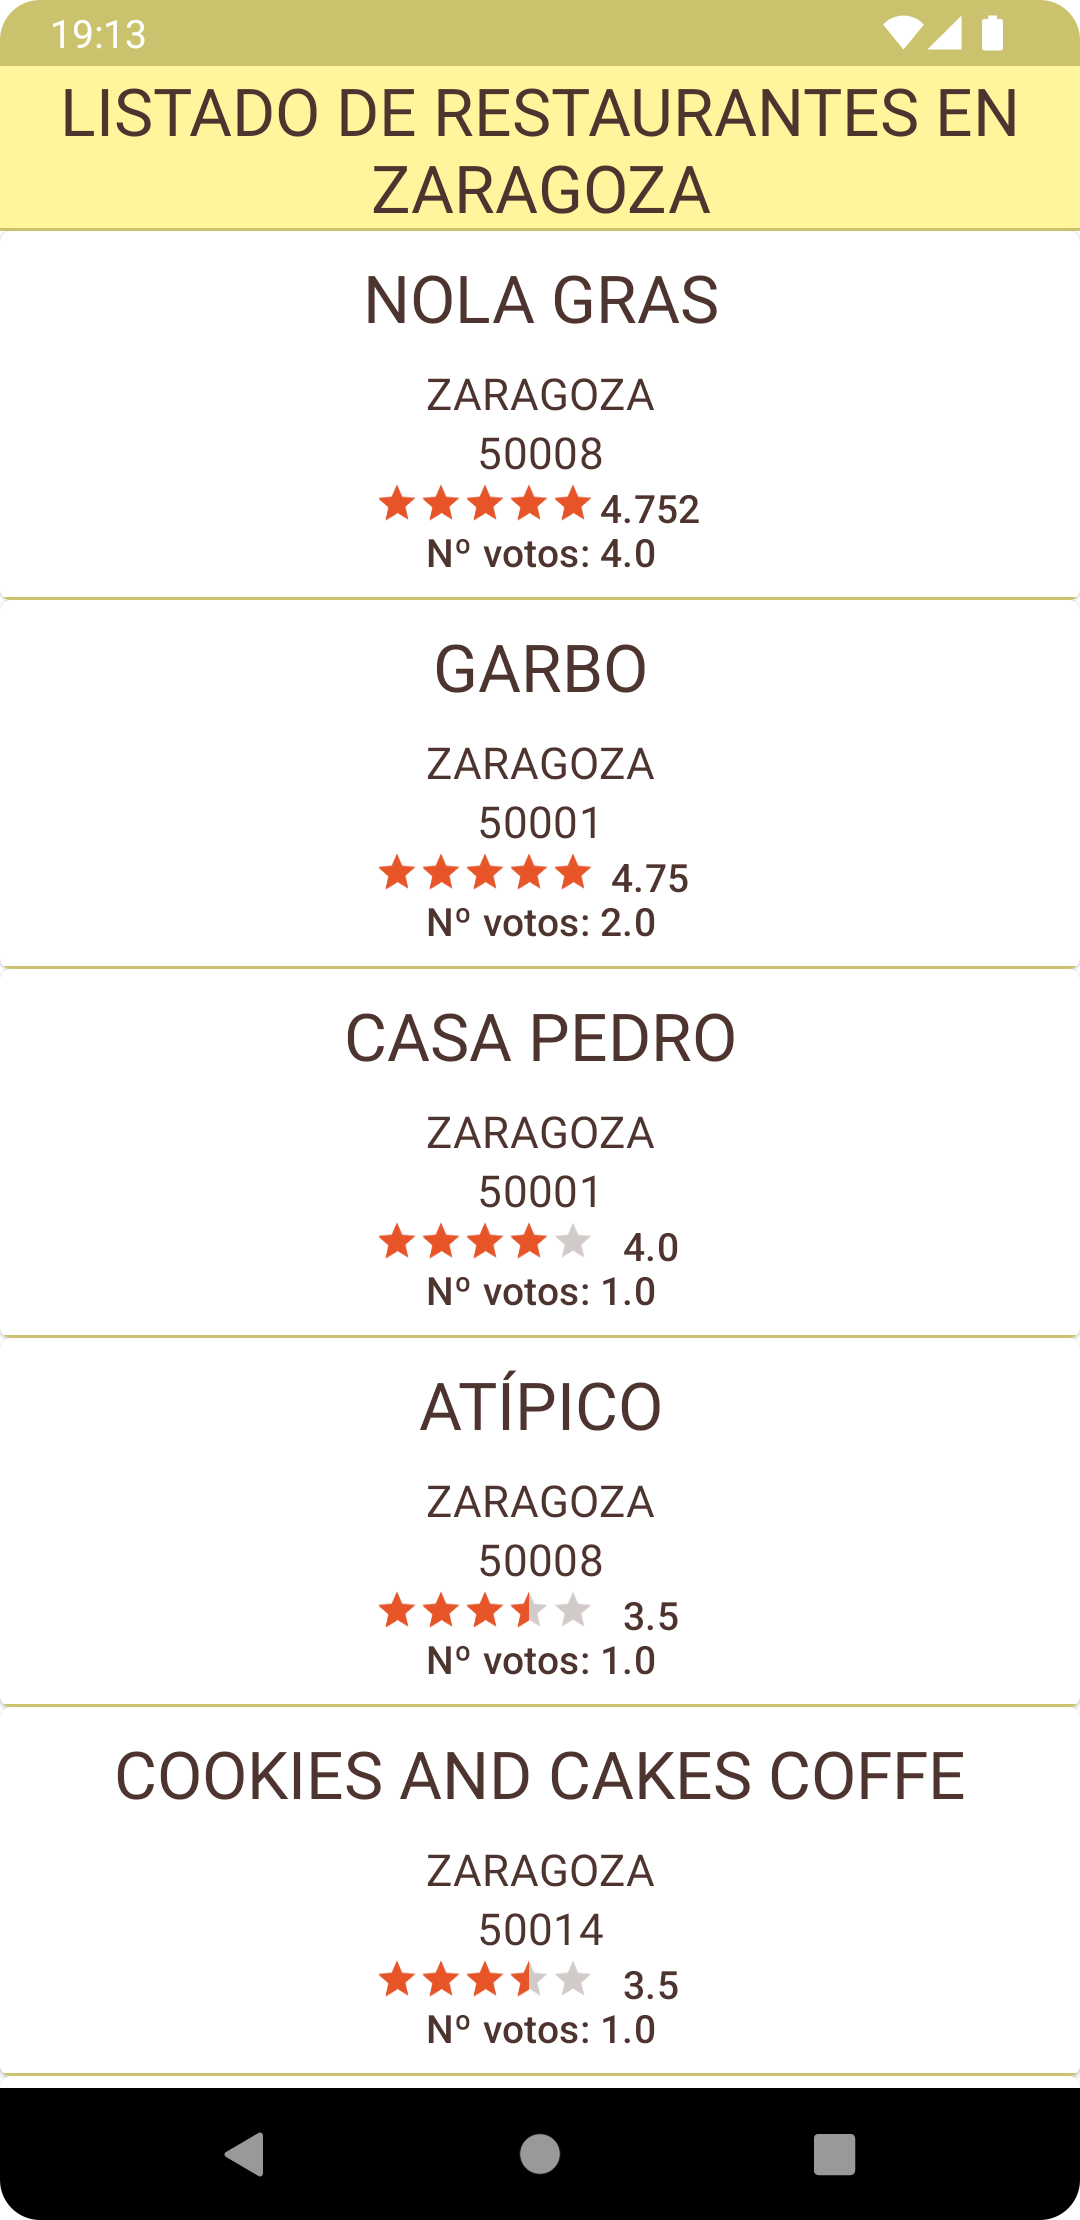 19:13
LISTADO DE RESTAURANTES EN
ZARAGOZA
NOLA GRAS
ZARAGOZA
50008
4.752
Nº votos: 4.0
GARBO
ZARAGOZA
50001
4.75
Nº votos: 2.0
CASA PEDRO
ZARAGOZA
50001
4.0
Nº votos: 1.0
ATÍPICO
ZARAGOZA
50008
3.5
Nº votos: 1.0
COOKIES AND CAKES COFFE
ZARAGOZA
50014
3.5
Nº votos: 1.0